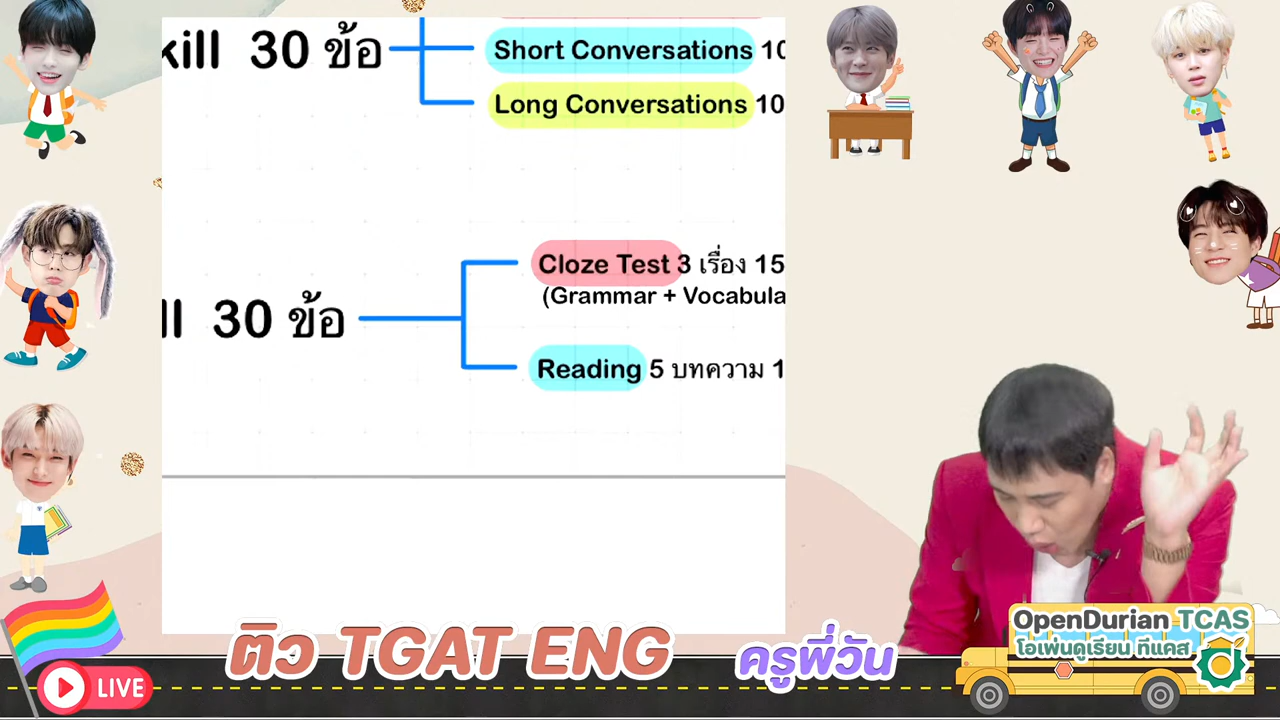 30 ข้อ
Short Conversations 10
Long Conversations 10
Cloze Test 3 เรื่อง 15
(Grammar + Vocabula
30 ข้อ
Reading 5 บทความ 1
ติว TGAT ENG
ครูพี่วัน
OpenDurian TCAS
โอเพ่นดูเรียน ทีแคส
LIVE